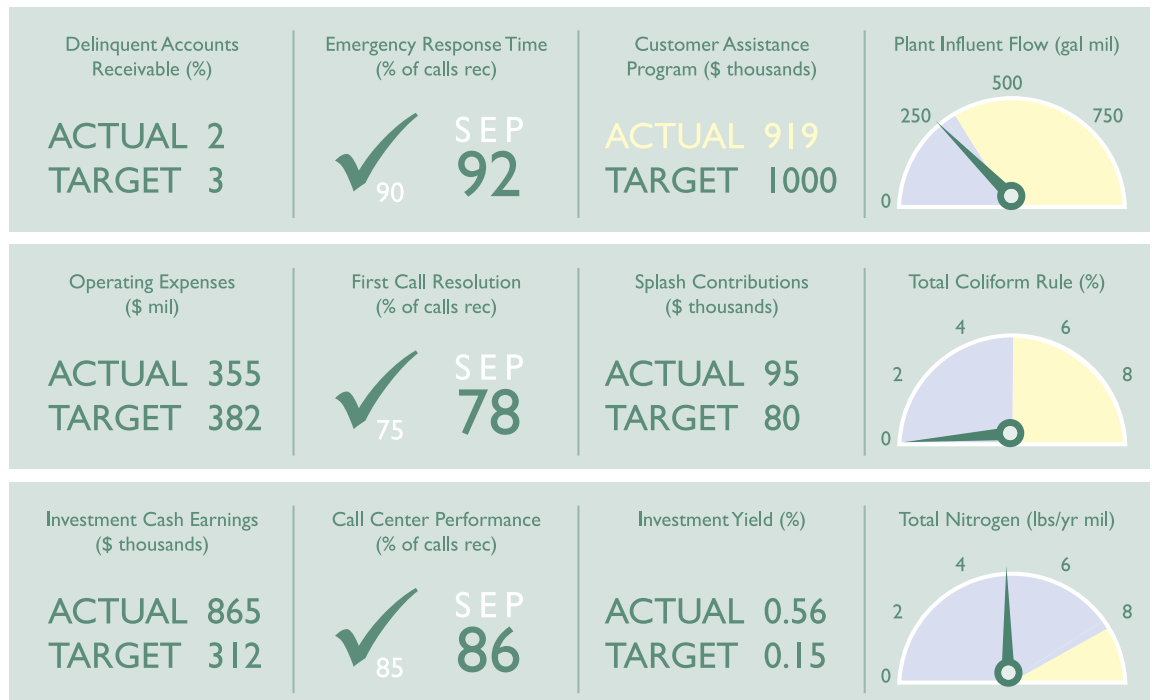 Delinquent Accounts
Receivable (%)
ACTUAL 2
TARGET 3
Emergency Response Time
(% of calls rec)
90
SEP
92
Customer Assistance
Program ($ thousands)
ACTUAL 919
TARGET 1000
Plant Influent Flow (gal mil)
0
250
500
750
Operating Expenses
($ mil)
ACTUAL 355
TARGET 382
First Call Resolution
(% of calls rec)
75
SEP
78
Splash Contributions
($ thousands)
ACTUAL 95
TARGET 80
Total Coliform Rule (%)
0
2
4
6
8
Investment Cash Earnings
($ thousands)
ACTUAL 865
TARGET 312
Call Center Performance
(% of calls rec)
85
SEP
86
Investment Yield (%)
ACTUAL 0.56
TARGET 0.15
Total Nitrogen (lbs/yr mil)
0
2
4
6
8